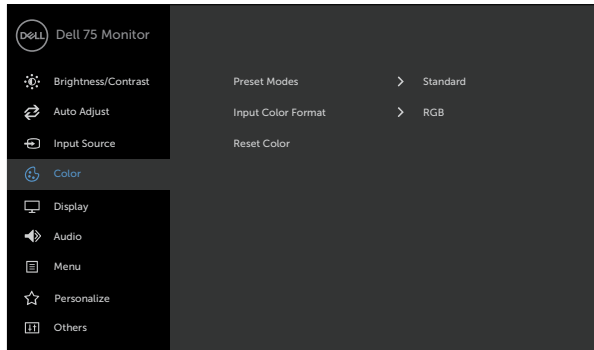 DELL Dell 75 Monitor
Brightness/Contrast Preset Modes > Standard
Auto Adjust Input Color Format > RGB
Input Source Reset Color
Color
Display
Audio
Menu
Personalize
Others